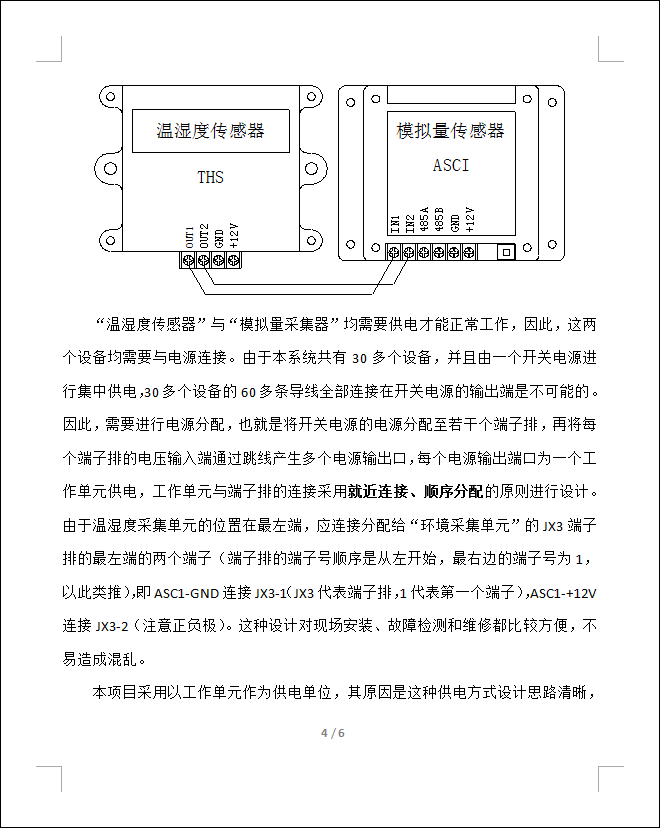 温湿度传感器
THS
OUT1
OUT2
GND
+12V
模拟量传感器
ASCI
IN1
IN2
485A
485B
GND
+12V
“温湿度传感器”与“模拟量采集器”均需要供电才能正常工作，因此，这两
个设备均需要与电源连接。由于本系统共有 30 多个设备，并且由一个开关电源进
行集中供电，30 多个设备的 60 多条导线全部连接在开关电源的输出端是不可能的。
因此，需要进行电源分配，也就是将开关电源的电源分配至若干个端子排，再将每
个端子排的电压输入端通过跳线产生多个电源输出口，每个电源输出端口为一个工
作单元供电，工作单元与端子排的连接采用就近连接、顺序分配的原则进行设计。
由于温湿度采集单元的位置在最左端，应连接分配给“环境采集单元”的 JX3 端子
排的最左端的两个端子（端子排的端子号顺序是从左开始，最右边的端子号为 1，
以此类推），即 ASC1-GND 连接 JX3-1（JX3 代表端子排，1 代表第一个端子），ASC1-+12V
连接 JX3-2（注意正负极）。这种设计对现场安装、故障检测和维修都比较方便，不
易造成混乱。
本项目采用以工作单元作为供电单位，其原因是这种供电方式设计思路清晰，
4 / 6